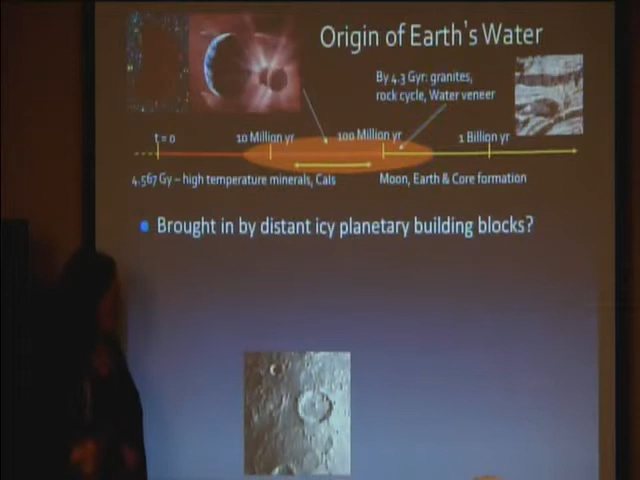 Origin of Earth's Water
By 4.3 Gyr: granites,
rock cycle, Water veneer
t = 0 10 Million yr 100 Million yr 1 Billion yr
4.567 Gy – high temperature minerals, Cals Moon, Earth & Core formation
Brought in by distant icy planetary building blocks?